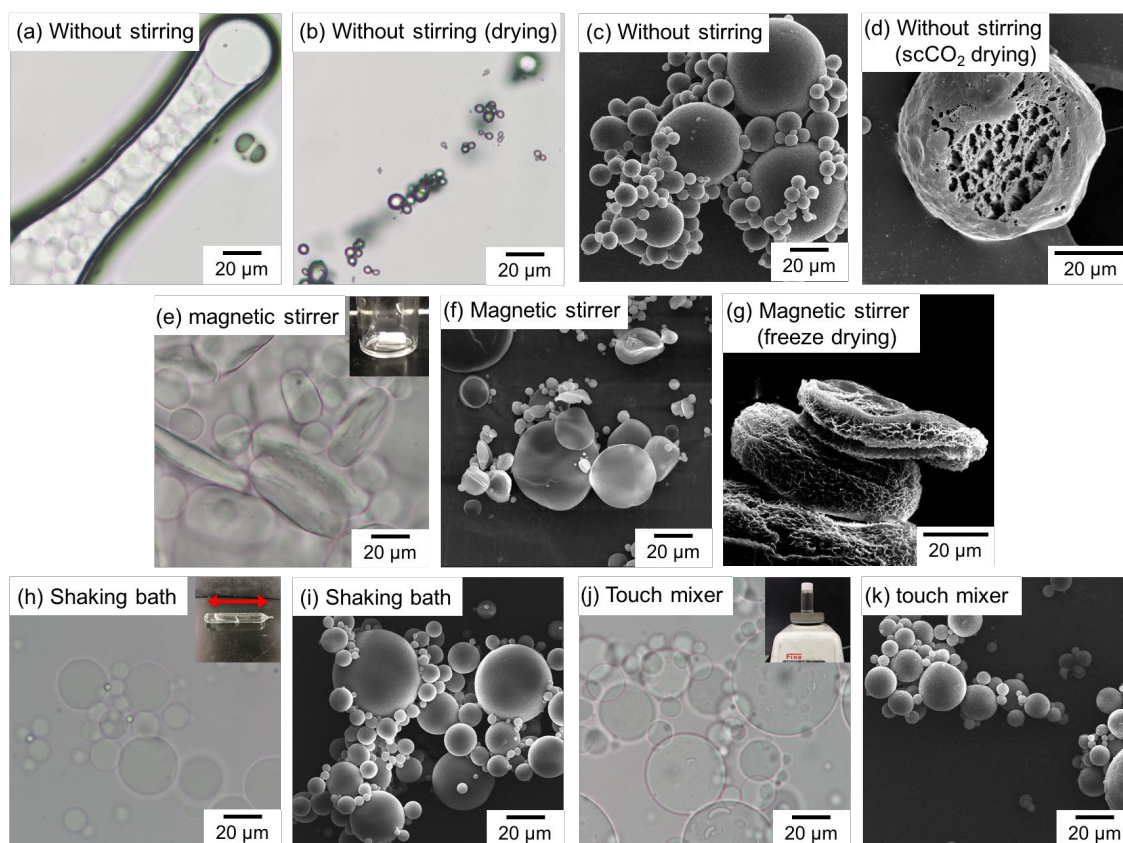 (a) Without stirring
20 μm
(b) Without stirring (drying)
20 μm
(c) Without stirring
20 μm
(d) Without stirring
(scCO₂ drying)
20 μm
(e) magnetic stirrer
20 μm
(f) Magnetic stirrer
20 μm
(g) Magnetic stirrer
(freeze drying)
20 μm
(h) Shaking bath
20 μm
(i) Shaking bath
20 μm
(j) Touch mixer
Fine
20 μm
(k) touch mixer
20 μm